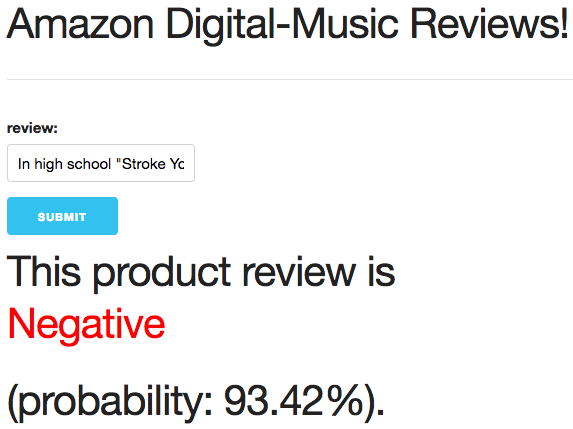 Amazon Digital-Music Reviews!
review:
In high school "Stroke Yo
SUBMIT
This product review is
Negative
(probability: 93.42%).